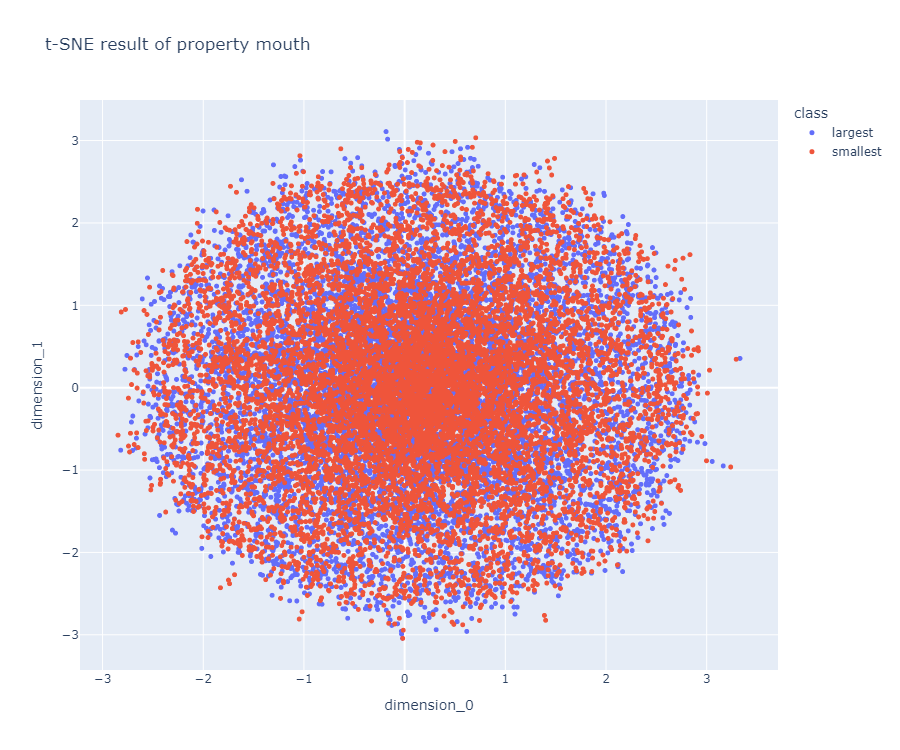 t-SNE result of property mouth
class
largest
smallest
3
2
1
0
−1
−2
−3
dimension_1
−3 −2 −1 0 1 2 3
dimension_0